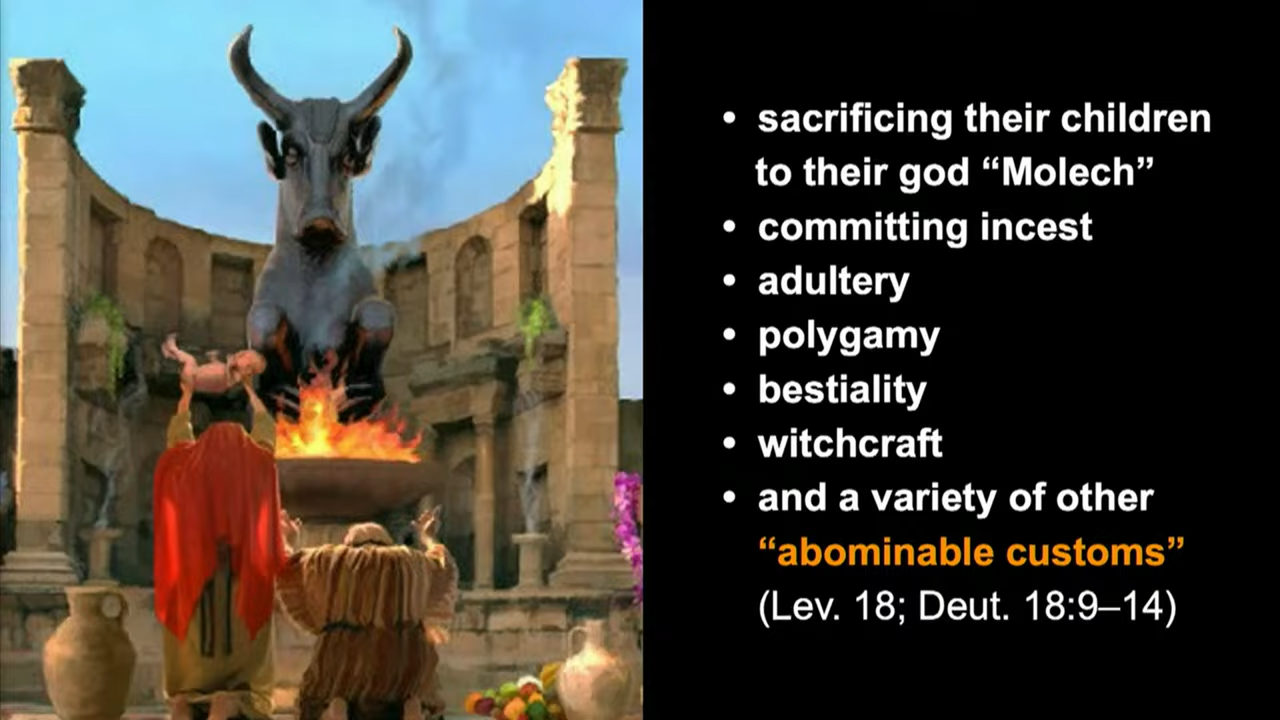 • sacrificing their children
to their god “Molech”
• committing incest
• adultery
• polygamy
• bestiality
• witchcraft
• and a variety of other
“abominable customs”
(Lev. 18; Deut. 18:9–14)